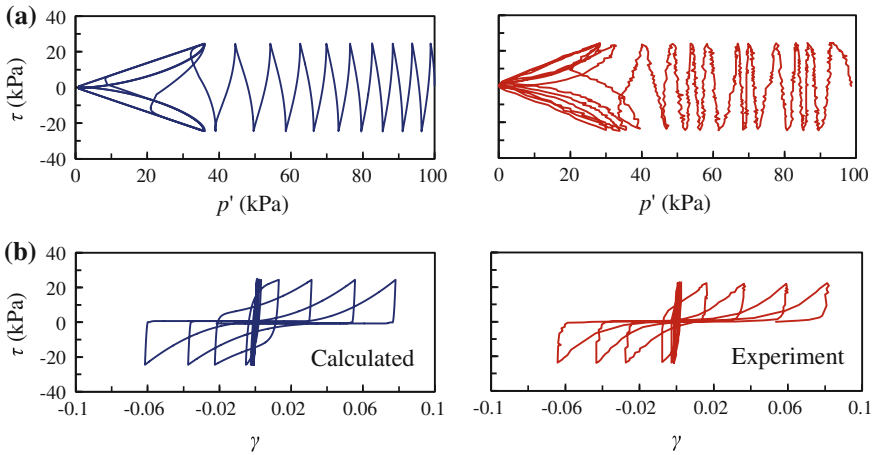 (a)
40
20
0
-20
-40
τ (kPa)
0 20 40 60 80 100
p' (kPa)
0 20 40 60 80 100
p' (kPa)
(b)
40
20
0
-20
-40
τ (kPa)
Calculated
Experiment
-0.1 -0.06 -0.02 0.02 0.06 0.1
γ
-0.1 -0.06 -0.02 0.02 0.06 0.1
γ